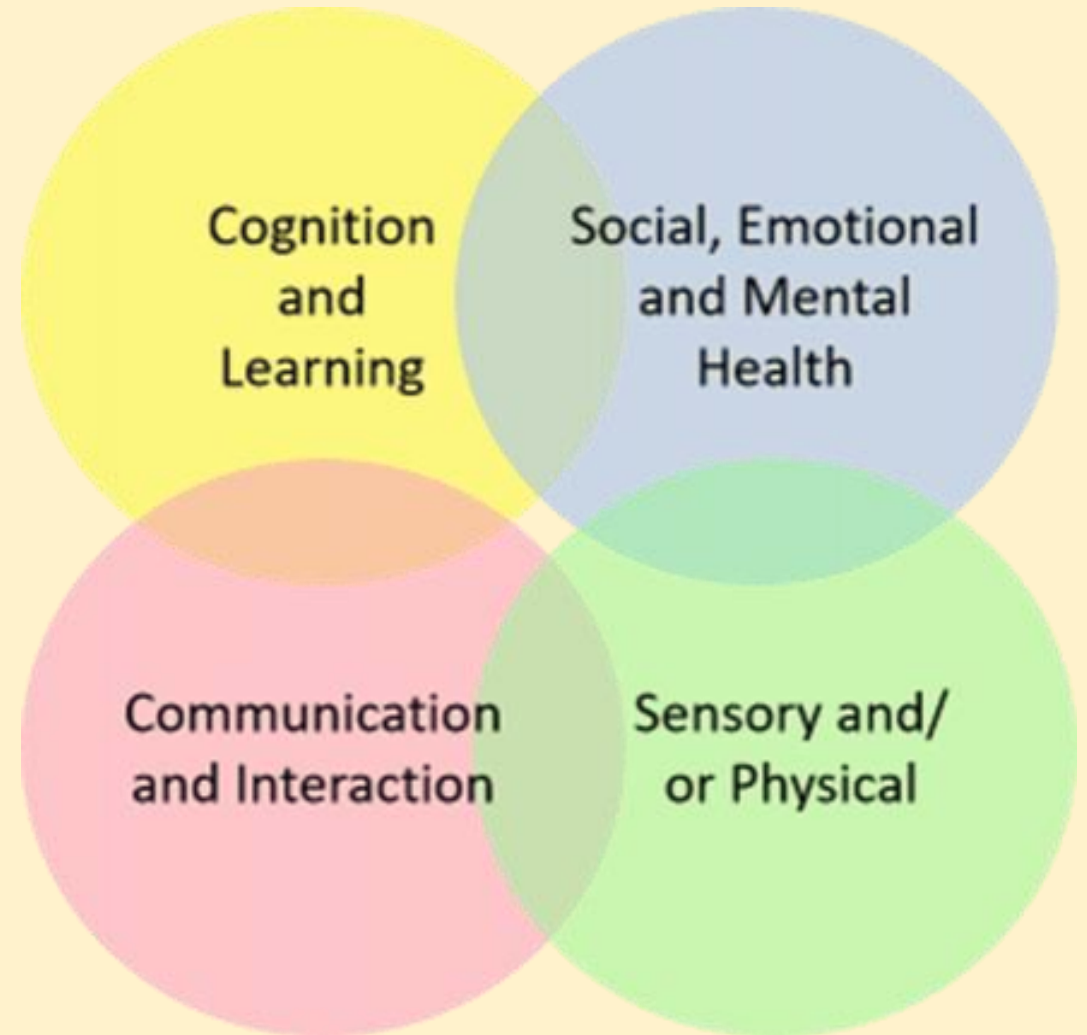 Cognition
and
Learning
Social, Emotional
and Mental
Health
Communication
and Interaction
Sensory and/
or Physical